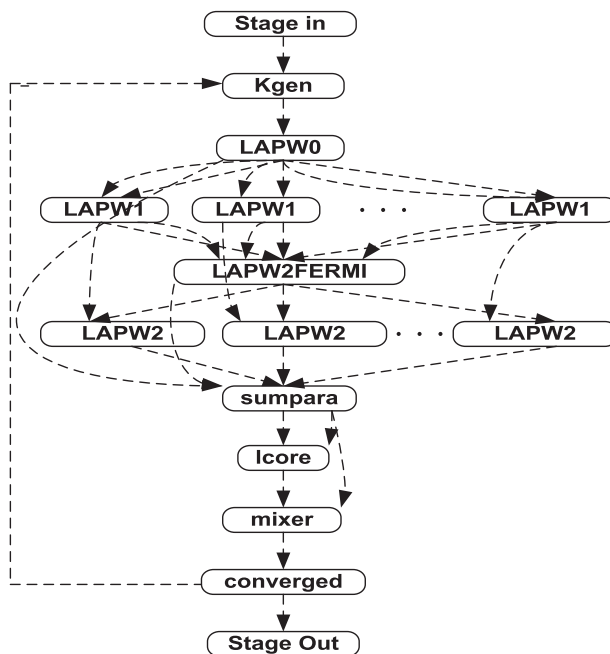 Stage in
Kgen
LAPW0
LAPW1 LAPW1 . . . LAPW1
LAPW2FERMI
LAPW2 LAPW2 . . . LAPW2
sumpara
lcore
mixer
converged
Stage Out